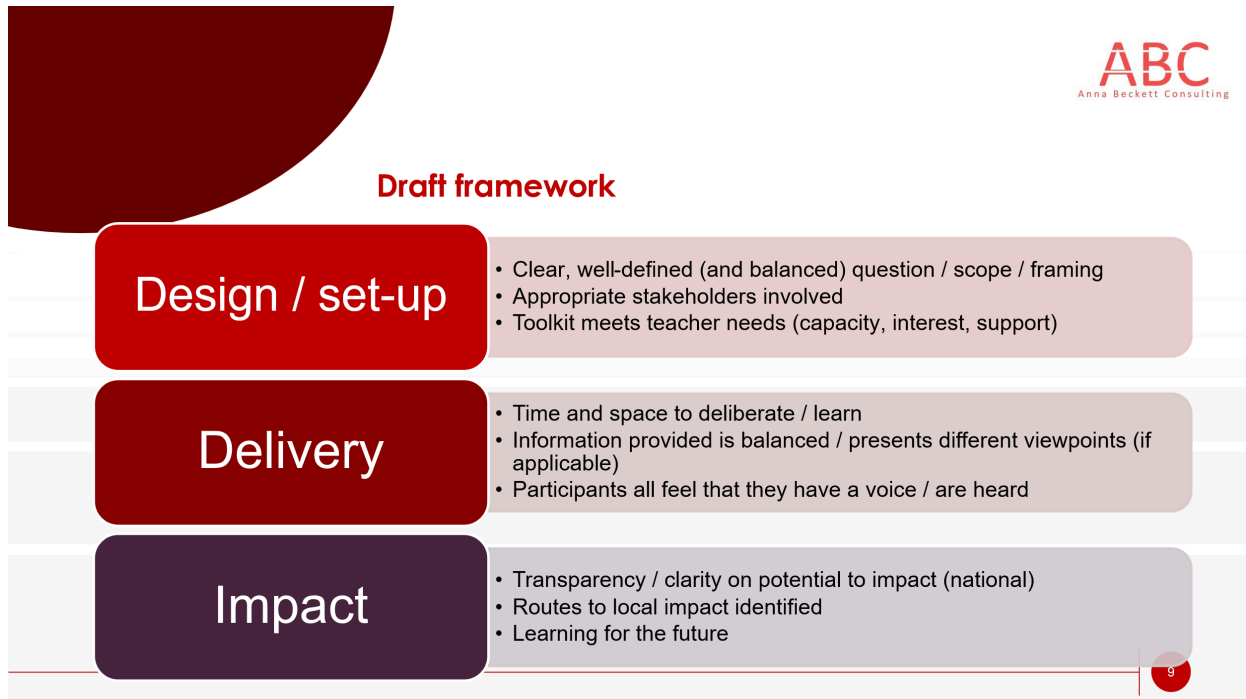 ABC
Anna Beckett Consulting
Draft framework
Design / set-up
• Clear, well-defined (and balanced) question / scope / framing
• Appropriate stakeholders involved
• Toolkit meets teacher needs (capacity, interest, support)
Delivery
• Time and space to deliberate / learn
• Information provided is balanced / presents different viewpoints (if
applicable)
• Participants all feel that they have a voice / are heard
Impact
• Transparency / clarity on potential to impact (national)
• Routes to local impact identified
• Learning for the future
9